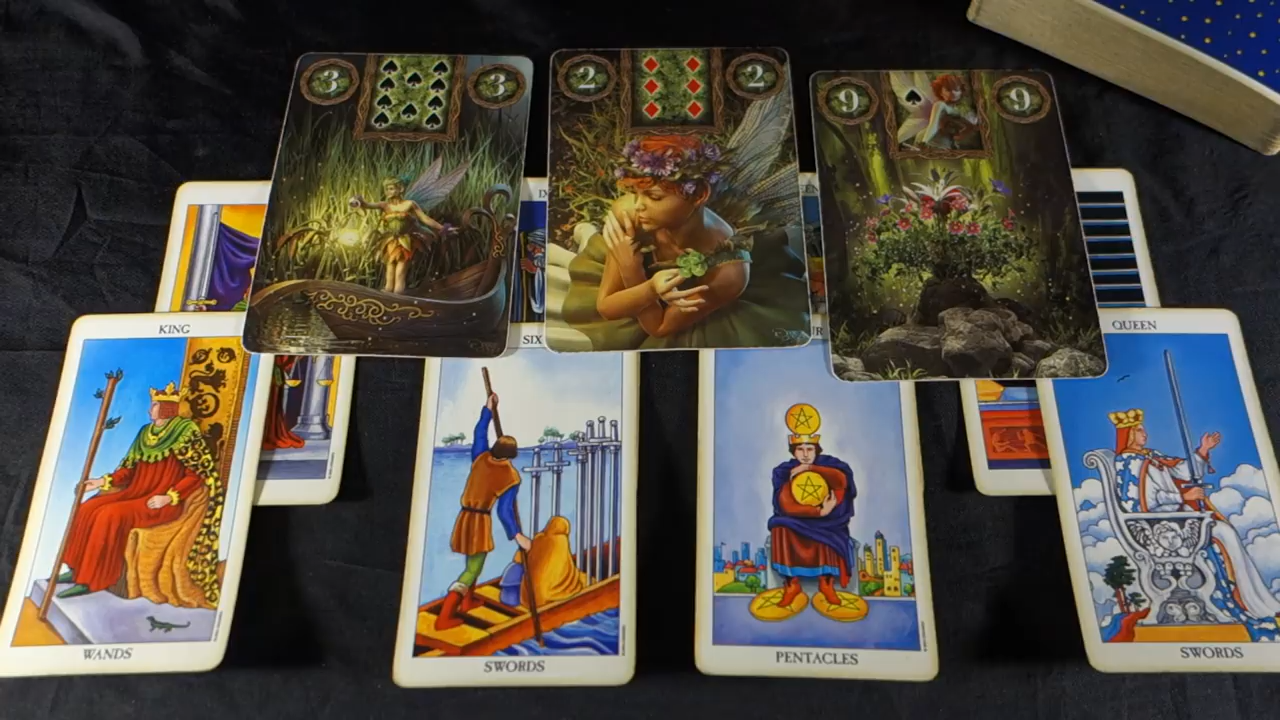 3 3
2 2
9 9
KING
SIX
QUEEN
WANDS
SWORDS
PENTACLES
SWORDS